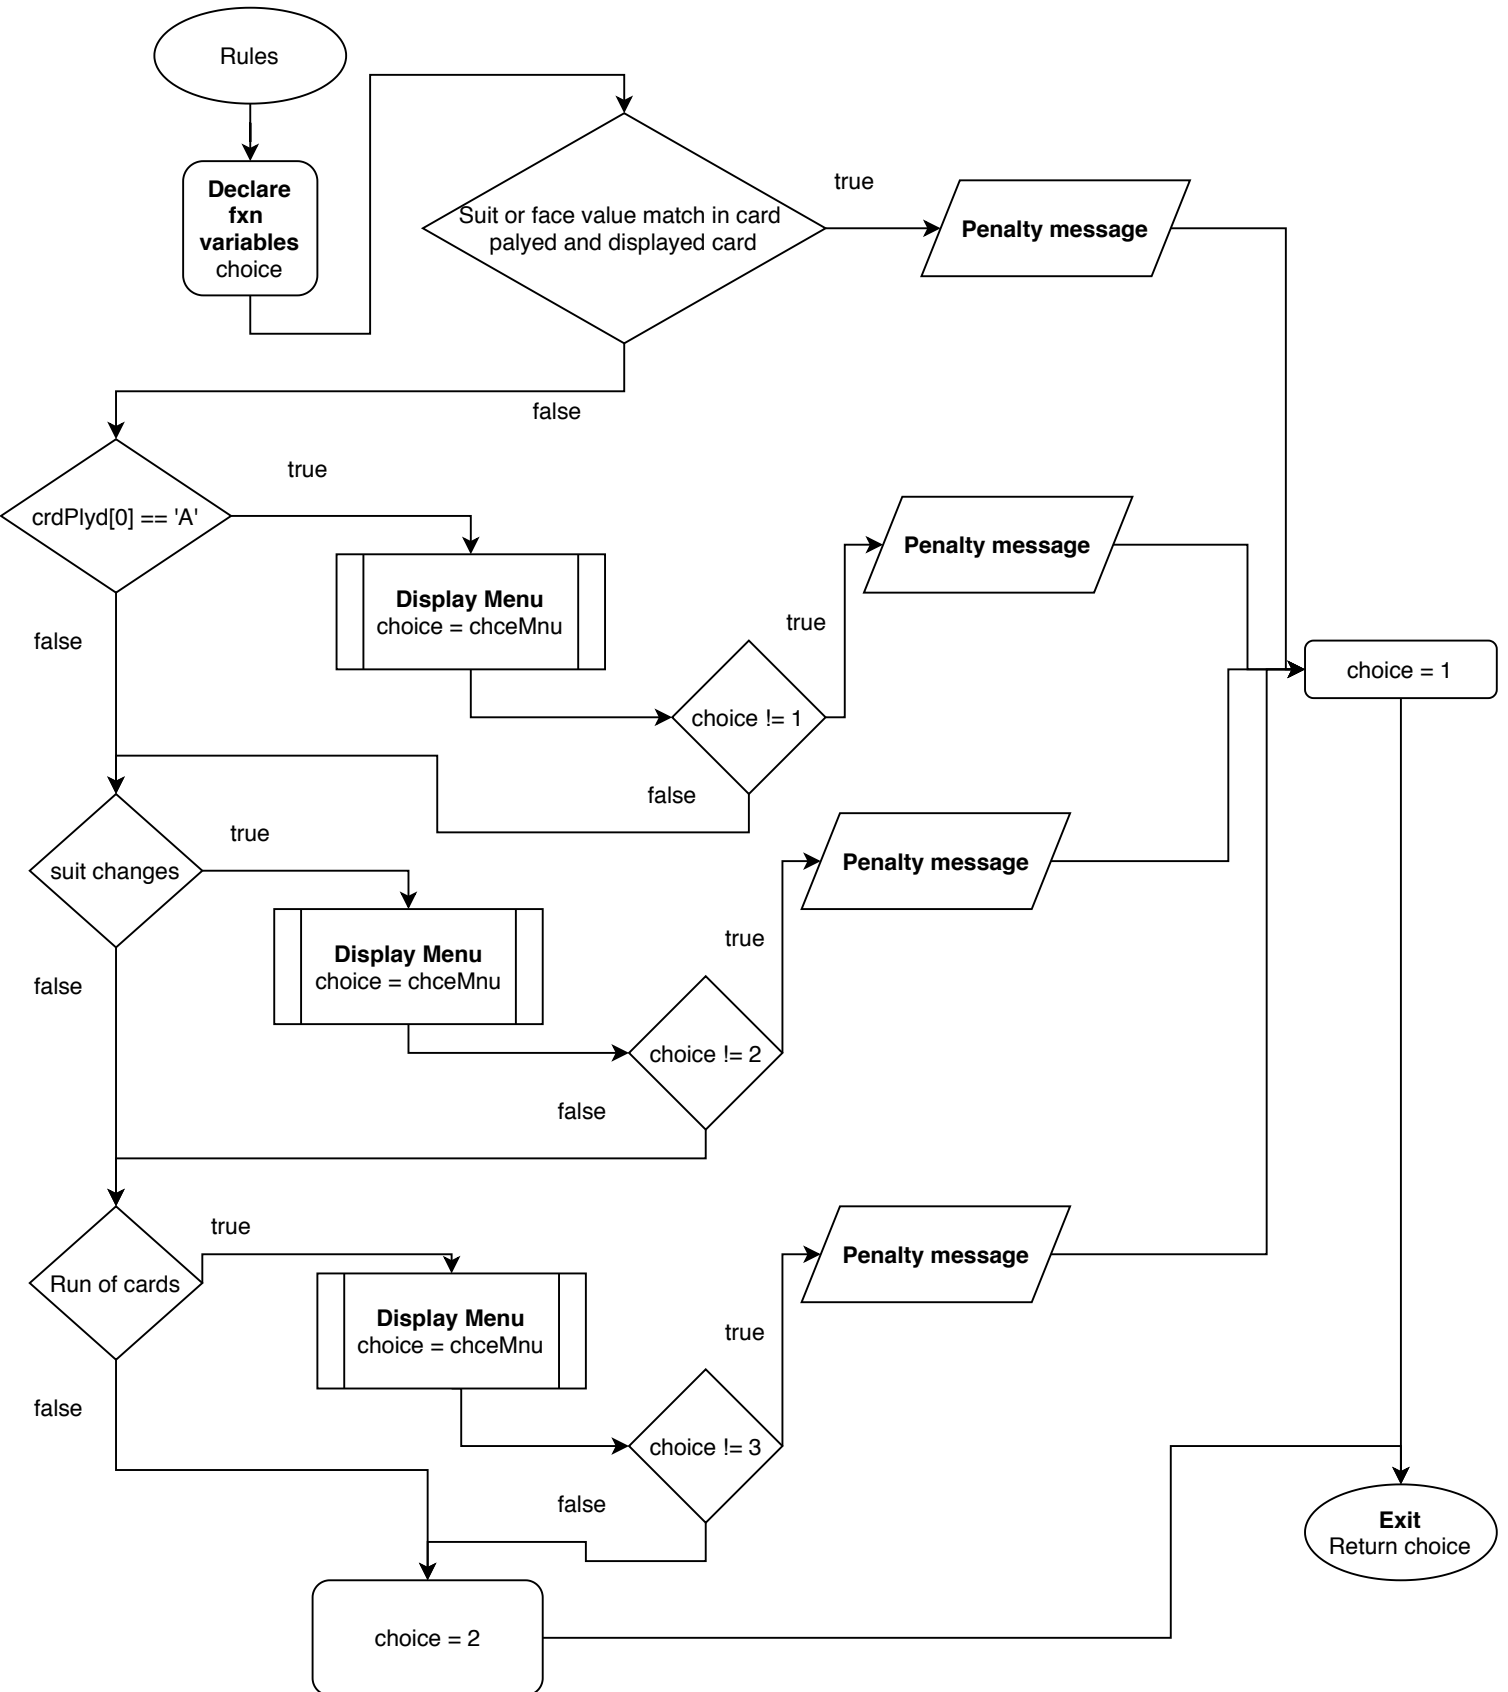 Rules
Declare
fxn
variables
choice
Suit or face value match in card
palyed and displayed card
true
Penalty message
false
crdPlyd[0] == 'A'
true
Display Menu
choice = chceMnu
false
choice != 1
true
Penalty message
false
choice = 1
suit changes
true
Display Menu
choice = chceMnu
false
choice != 2
true
Penalty message
false
Run of cards
true
Display Menu
choice = chceMnu
false
choice != 3
true
Penalty message
false
choice = 2
Exit
Return choice